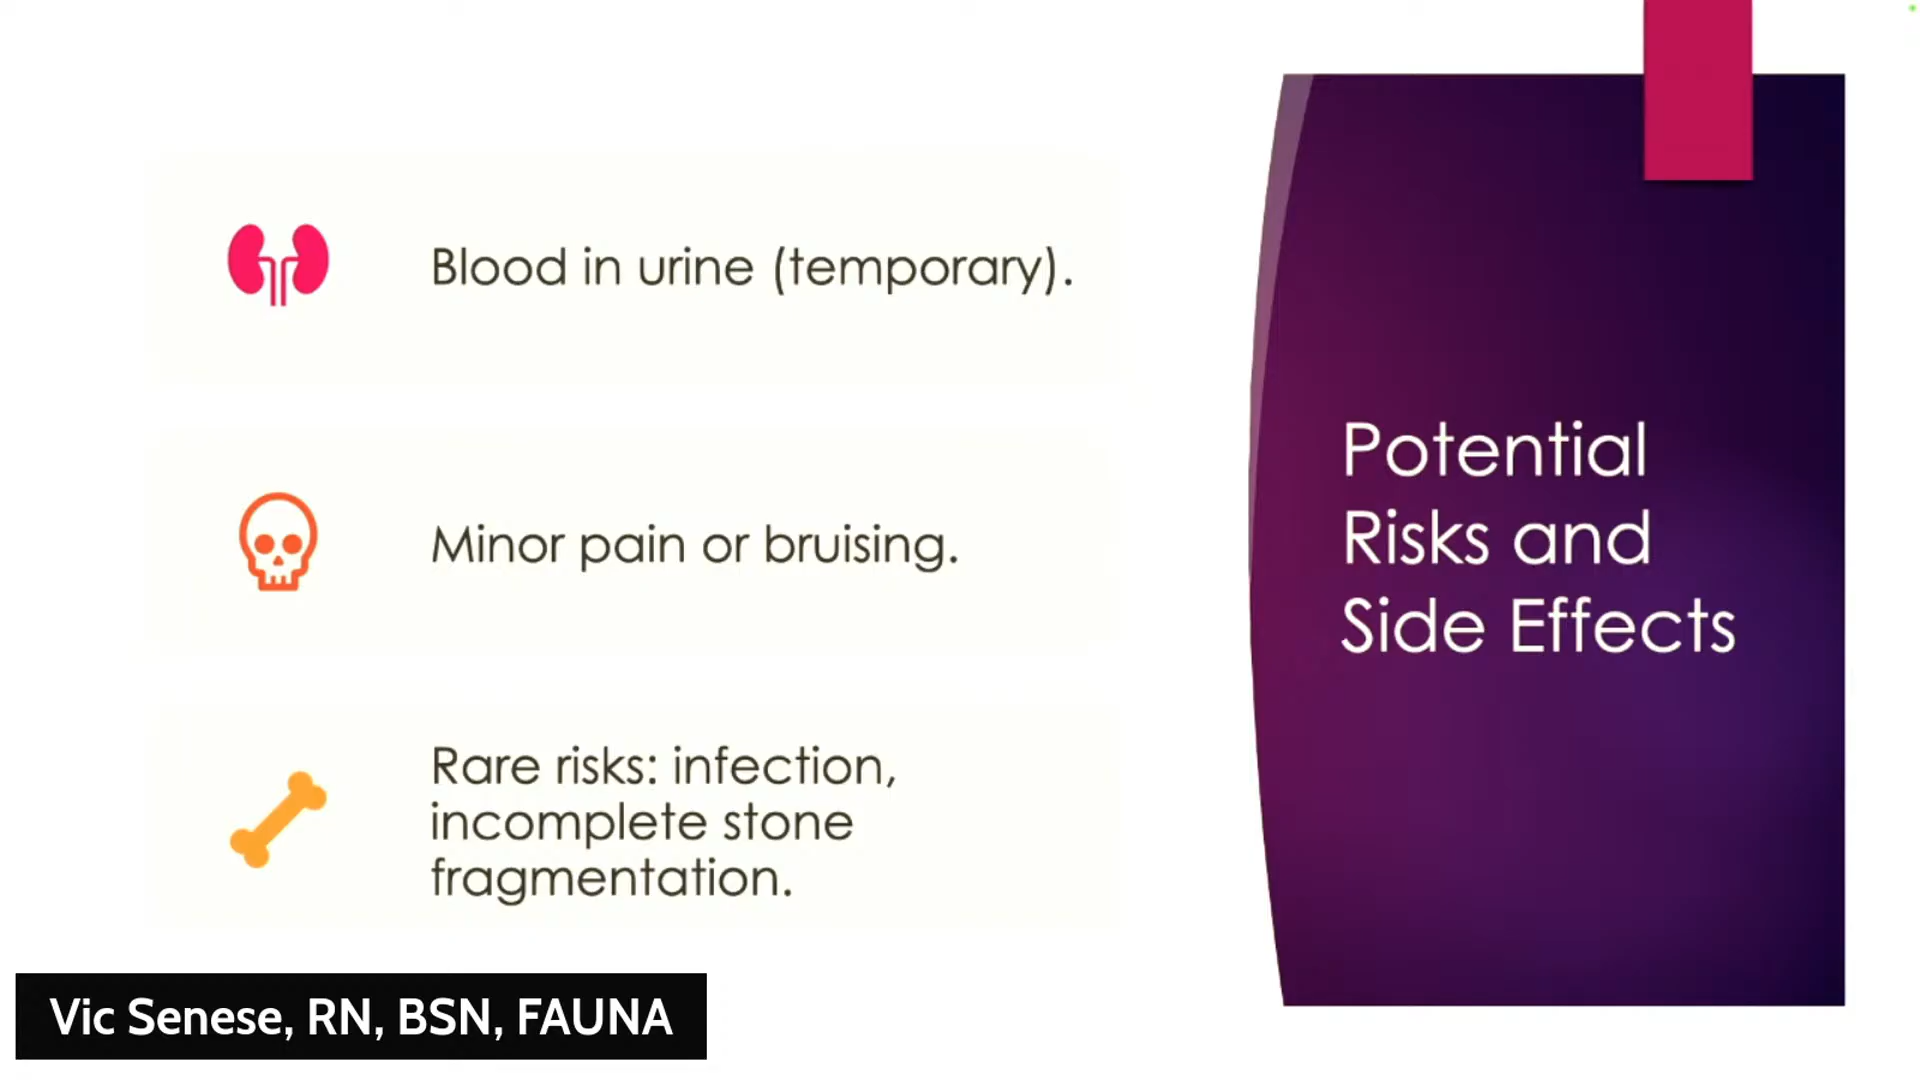 Blood in urine (temporary).
Minor pain or bruising.
Rare risks: infection,
incomplete stone
fragmentation.
Potential
Risks and
Side Effects
Vic Senese, RN, BSN, FAUNA